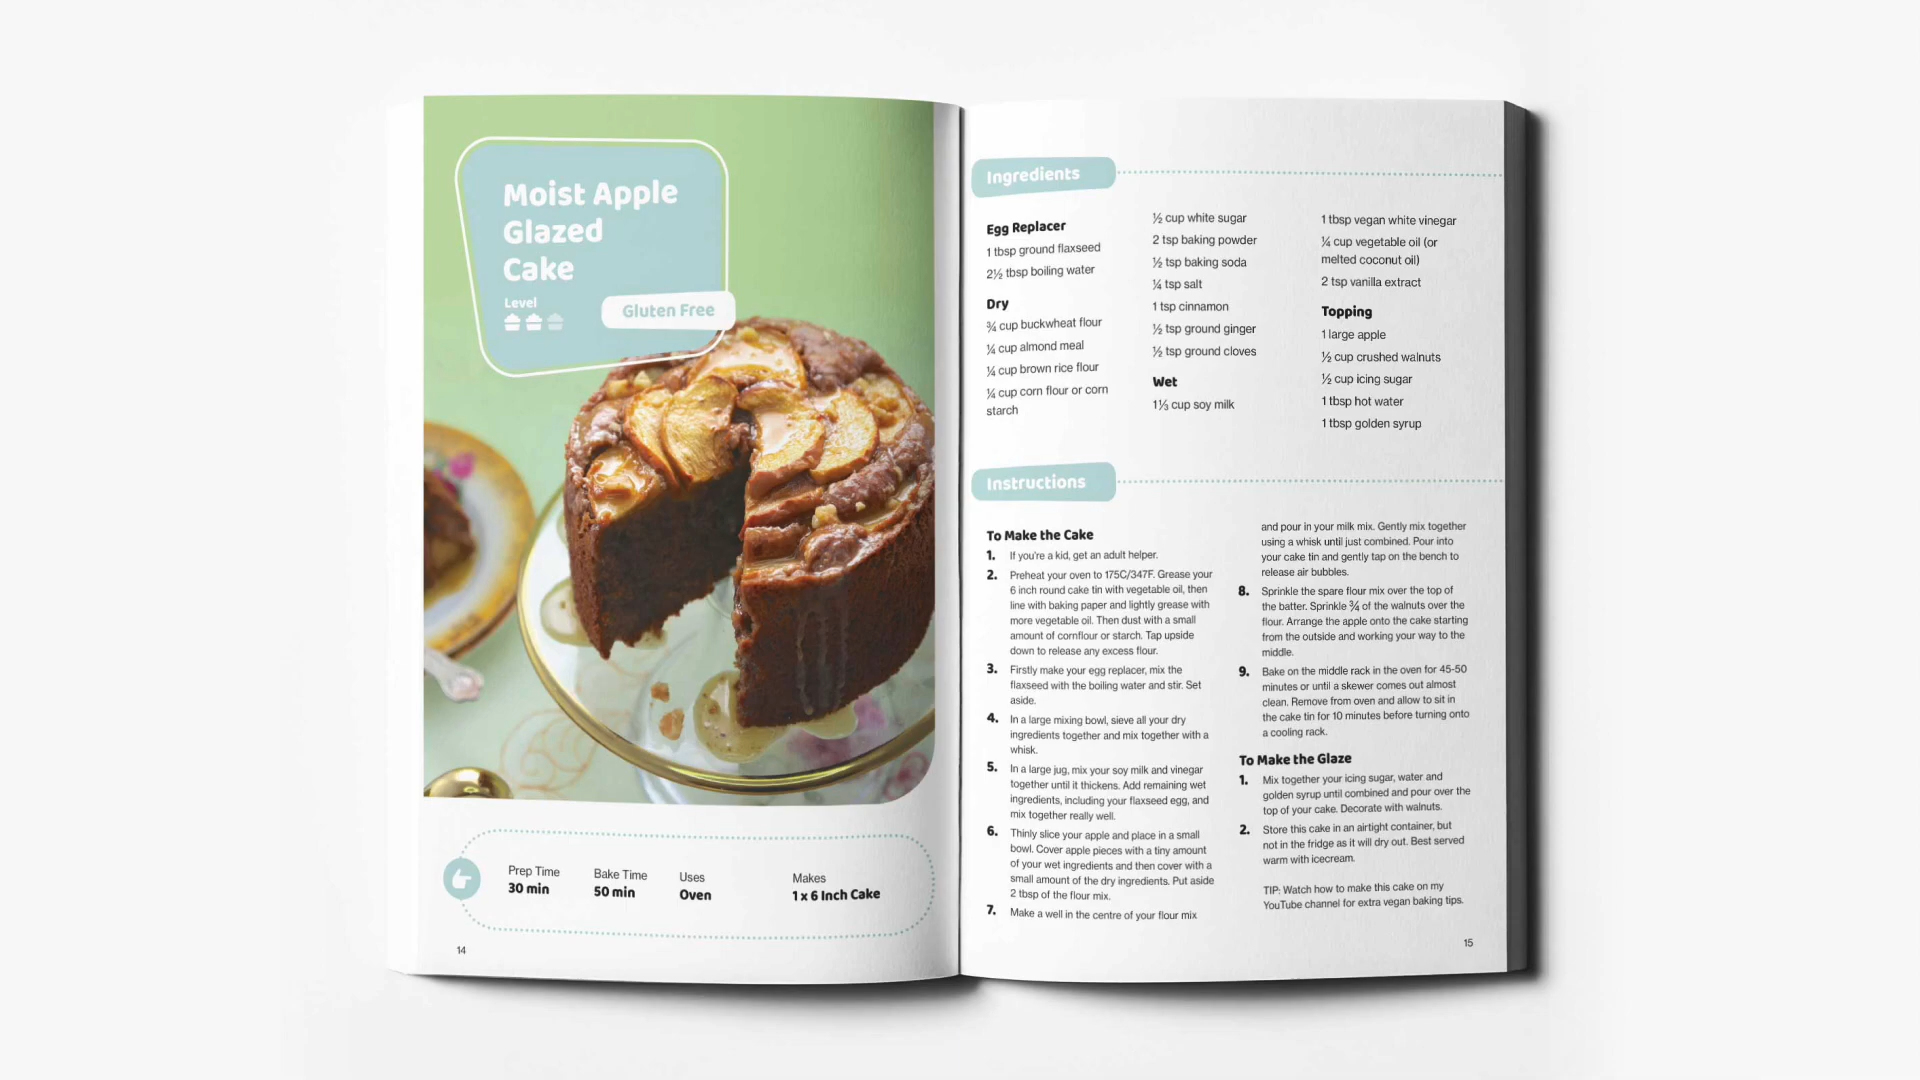 Moist Apple
Glazed
Cake
Level
Gluten Free
Prep Time
30 min
Bake Time
50 min
Uses
Oven
Makes
1 x 6 Inch Cake
14
Ingredients
Egg Replacer
1 tbsp ground flaxseed
2½ tbsp boiling water
Dry
¾ cup buckwheat flour
¼ cup almond meal
¼ cup brown rice flour
¼ cup corn flour or corn
starch
½ cup white sugar
2 tsp baking powder
½ tsp baking soda
¼ tsp salt
1 tsp cinnamon
½ tsp ground ginger
½ tsp ground cloves
Wet
1⅓ cup soy milk
1 tbsp vegan white vinegar
¼ cup vegetable oil (or
melted coconut oil)
2 tsp vanilla extract
Topping
1 large apple
½ cup crushed walnuts
½ cup icing sugar
1 tbsp hot water
1 tbsp golden syrup
Instructions
To Make the Cake
1. If you're a kid, get an adult helper.
2. Preheat your oven to 175C/347F. Grease your
6 inch round cake tin with vegetable oil, then
line with baking paper and lightly grease with
more vegetable oil. Then dust with a small
amount of cornflour or starch. Tap upside
down to release any excess flour.
3. Firstly make your egg replacer, mix the
flaxseed with the boiling water and stir. Set
aside.
4. In a large mixing bowl, sieve all your dry
ingredients together and mix together with a
whisk.
5. In a large jug, mix your soy milk and vinegar
together until it thickens. Add remaining wet
ingredients, including your flaxseed egg, and
mix together really well.
6. Thinly slice your apple and place in a small
bowl. Cover apple pieces with a tiny amount
of your wet ingredients and then cover with a
small amount of the dry ingredients. Put aside
2 tbsp of the flour mix.
7. Make a well in the centre of your flour mix
and pour in your milk mix. Gently mix together
using a whisk until just combined. Pour into
your cake tin and gently tap on the bench to
release air bubbles.
8. Sprinkle the spare flour mix over the top of
the batter. Sprinkle ¾ of the walnuts over the
flour. Arrange the apple onto the cake starting
from the outside and working your way to the
middle.
9. Bake on the middle rack in the oven for 45-50
minutes or until a skewer comes out almost
clean. Remove from oven and allow to sit in
the cake tin for 10 minutes before turning onto
a cooling rack.
To Make the Glaze
1. Mix together your icing sugar, water and
golden syrup until combined and pour over the
top of your cake. Decorate with walnuts.
2. Store this cake in an airtight container, but
not in the fridge as it will dry out. Best served
warm with icecream.
TIP: Watch how to make this cake on my
YouTube channel for extra vegan baking tips.
15